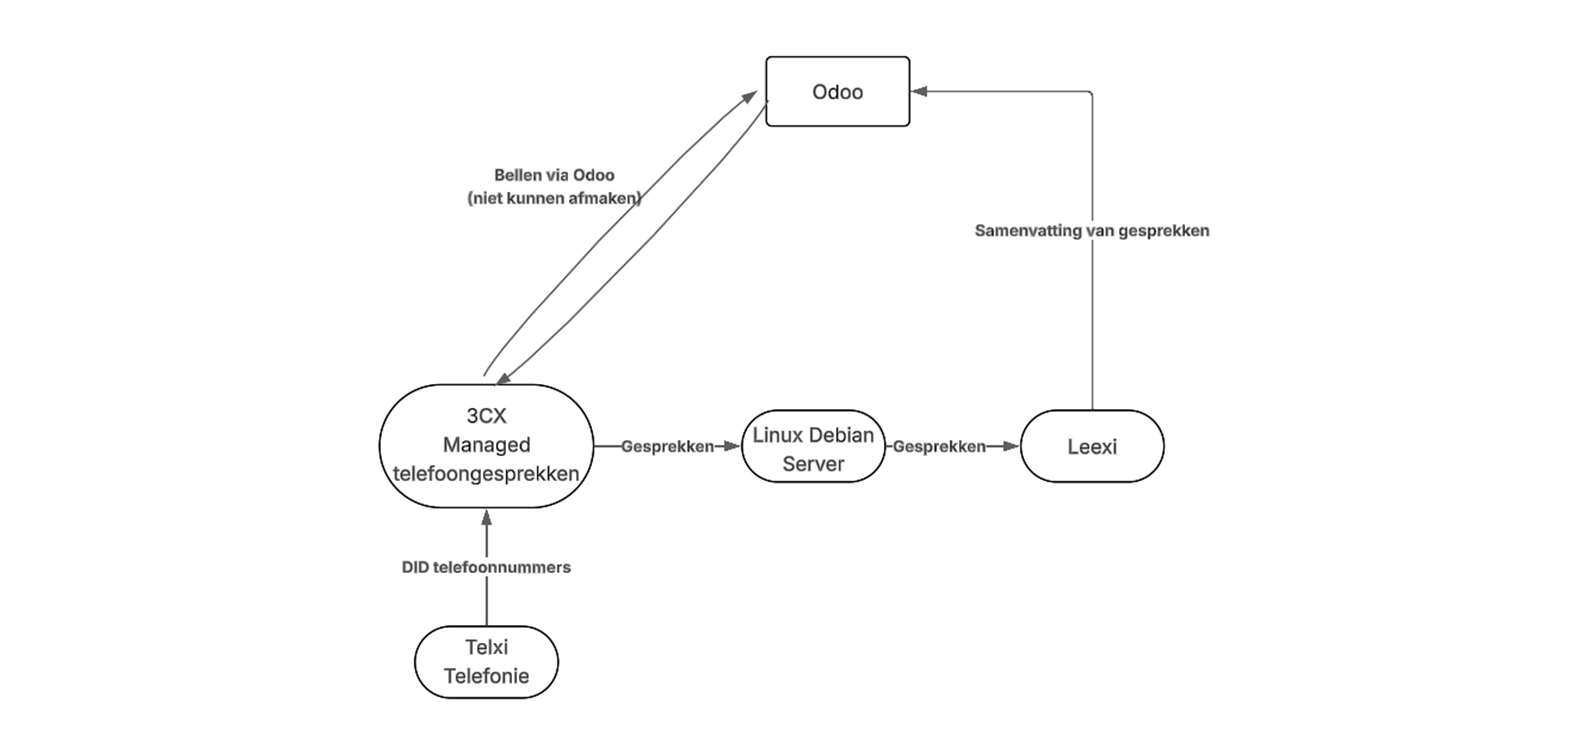 Odoo
Bellen via Odoo
(niet kunnen afmaken)
Samenvatting van gesprekken
3CX
Managed
telefoongesprekken
Gesprekken
Linux Debian
Server
Gesprekken
Leexi
DID telefoonnummers
Telxi
Telefonie